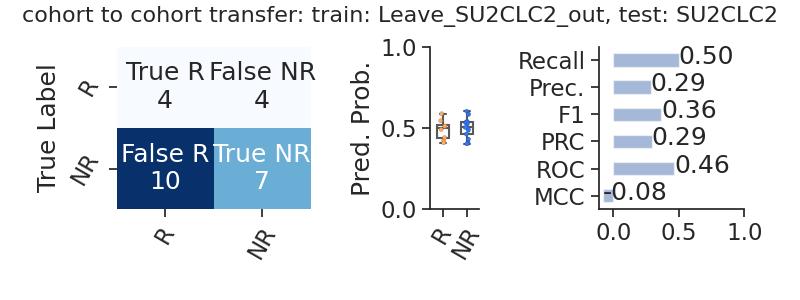 cohort to cohort transfer: train: Leave_SU2CLC2_out, test: SU2CLC2
True Label
R
NR
True R
4
False NR
4
False R
10
True NR
7
R
NR
Pred. Prob.
1.0
0.5
0.0
R
NR
Recall
0.50
Prec.
0.29
F1
0.36
PRC
0.29
ROC
0.46
MCC
-0.08
0.0
0.5
1.0